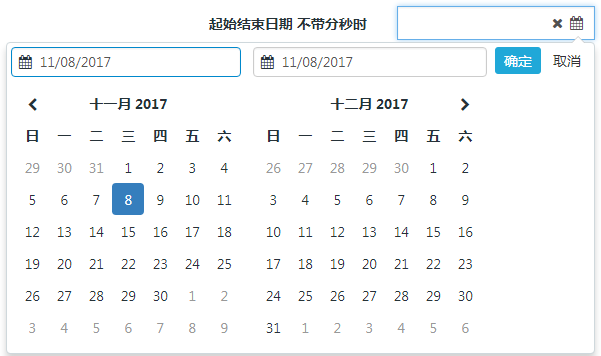 起始结束日期 不带分秒时
11/08/2017 11/08/2017 确定 取消
十一月 2017 十二月 2017
日 一 二 三 四 五 六 日 一 二 三 四 五 六
29 30 31 1 2 3 4 26 27 28 29 30 1 2
5 6 7 8 9 10 11 3 4 5 6 7 8 9
12 13 14 15 16 17 18 10 11 12 13 14 15 16
19 20 21 22 23 24 25 17 18 19 20 21 22 23
26 27 28 29 30 1 2 24 25 26 27 28 29 30
3 4 5 6 7 8 9 31 1 2 3 4 5 6